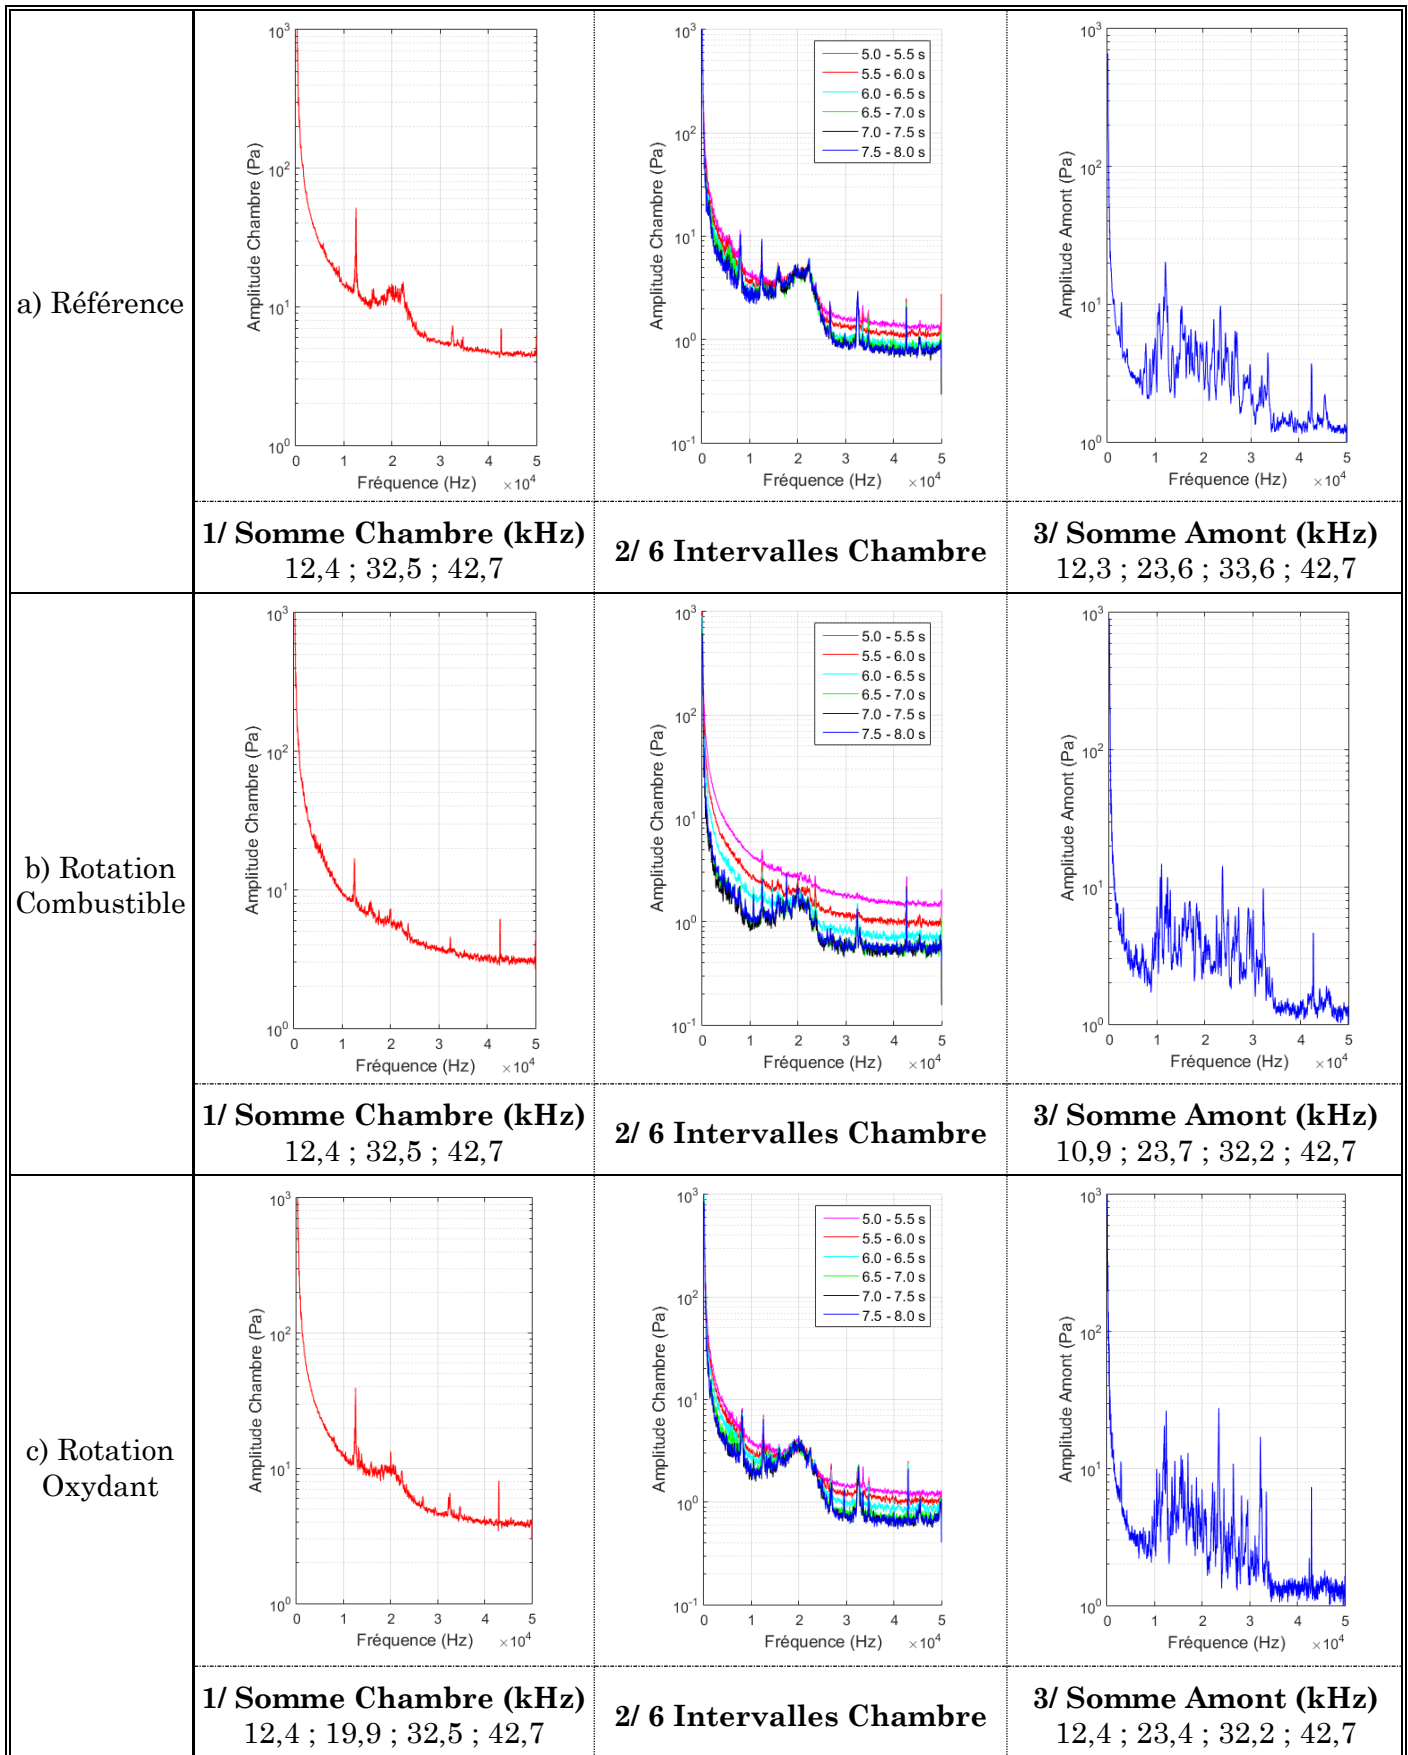 a) Référence
10³
10²
10¹
10⁰
Amplitude Chambre (Pa)
0 1 2 3 4 5
Fréquence (Hz) ×10⁴
10³
10²
10¹
10⁰
10⁻¹
Amplitude Chambre (Pa)
5.0 - 5.5 s
5.5 - 6.0 s
6.0 - 6.5 s
6.5 - 7.0 s
7.0 - 7.5 s
7.5 - 8.0 s
0 1 2 3 4 5
Fréquence (Hz) ×10⁴
10³
10²
10¹
10⁰
Amplitude Amont (Pa)
0 1 2 3 4 5
Fréquence (Hz) ×10⁴
1/ Somme Chambre (kHz)
12,4 ; 32,5 ; 42,7
2/ 6 Intervalles Chambre
3/ Somme Amont (kHz)
12,3 ; 23,6 ; 33,6 ; 42,7
b) Rotation
Combustible
10³
10²
10¹
10⁰
Amplitude Chambre (Pa)
0 1 2 3 4 5
Fréquence (Hz) ×10⁴
10³
10²
10¹
10⁰
10⁻¹
Amplitude Chambre (Pa)
5.0 - 5.5 s
5.5 - 6.0 s
6.0 - 6.5 s
6.5 - 7.0 s
7.0 - 7.5 s
7.5 - 8.0 s
0 1 2 3 4 5
Fréquence (Hz) ×10⁴
10³
10²
10¹
10⁰
Amplitude Amont (Pa)
0 1 2 3 4 5
Fréquence (Hz) ×10⁴
1/ Somme Chambre (kHz)
12,4 ; 32,5 ; 42,7
2/ 6 Intervalles Chambre
3/ Somme Amont (kHz)
10,9 ; 23,7 ; 32,2 ; 42,7
c) Rotation
Oxydant
10³
10²
10¹
10⁰
Amplitude Chambre (Pa)
0 1 2 3 4 5
Fréquence (Hz) ×10⁴
10³
10²
10¹
10⁰
10⁻¹
Amplitude Chambre (Pa)
5.0 - 5.5 s
5.5 - 6.0 s
6.0 - 6.5 s
6.5 - 7.0 s
7.0 - 7.5 s
7.5 - 8.0 s
0 1 2 3 4 5
Fréquence (Hz) ×10⁴
10³
10²
10¹
10⁰
Amplitude Amont (Pa)
0 1 2 3 4 5
Fréquence (Hz) ×10⁴
1/ Somme Chambre (kHz)
12,4 ; 19,9 ; 32,5 ; 42,7
2/ 6 Intervalles Chambre
3/ Somme Amont (kHz)
12,4 ; 23,4 ; 32,2 ; 42,7